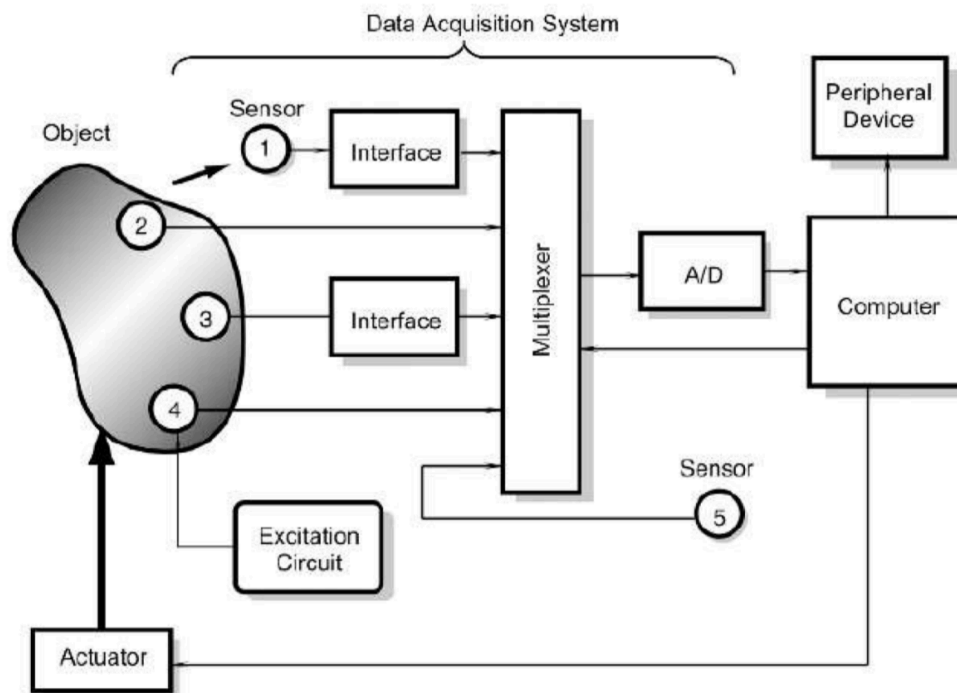 Data Acquisition System
Sensor
Object
1
Interface
Peripheral
Device
2
Multiplexer
A/D
3
Interface
Computer
4
Sensor
5
Excitation
Circuit
Actuator